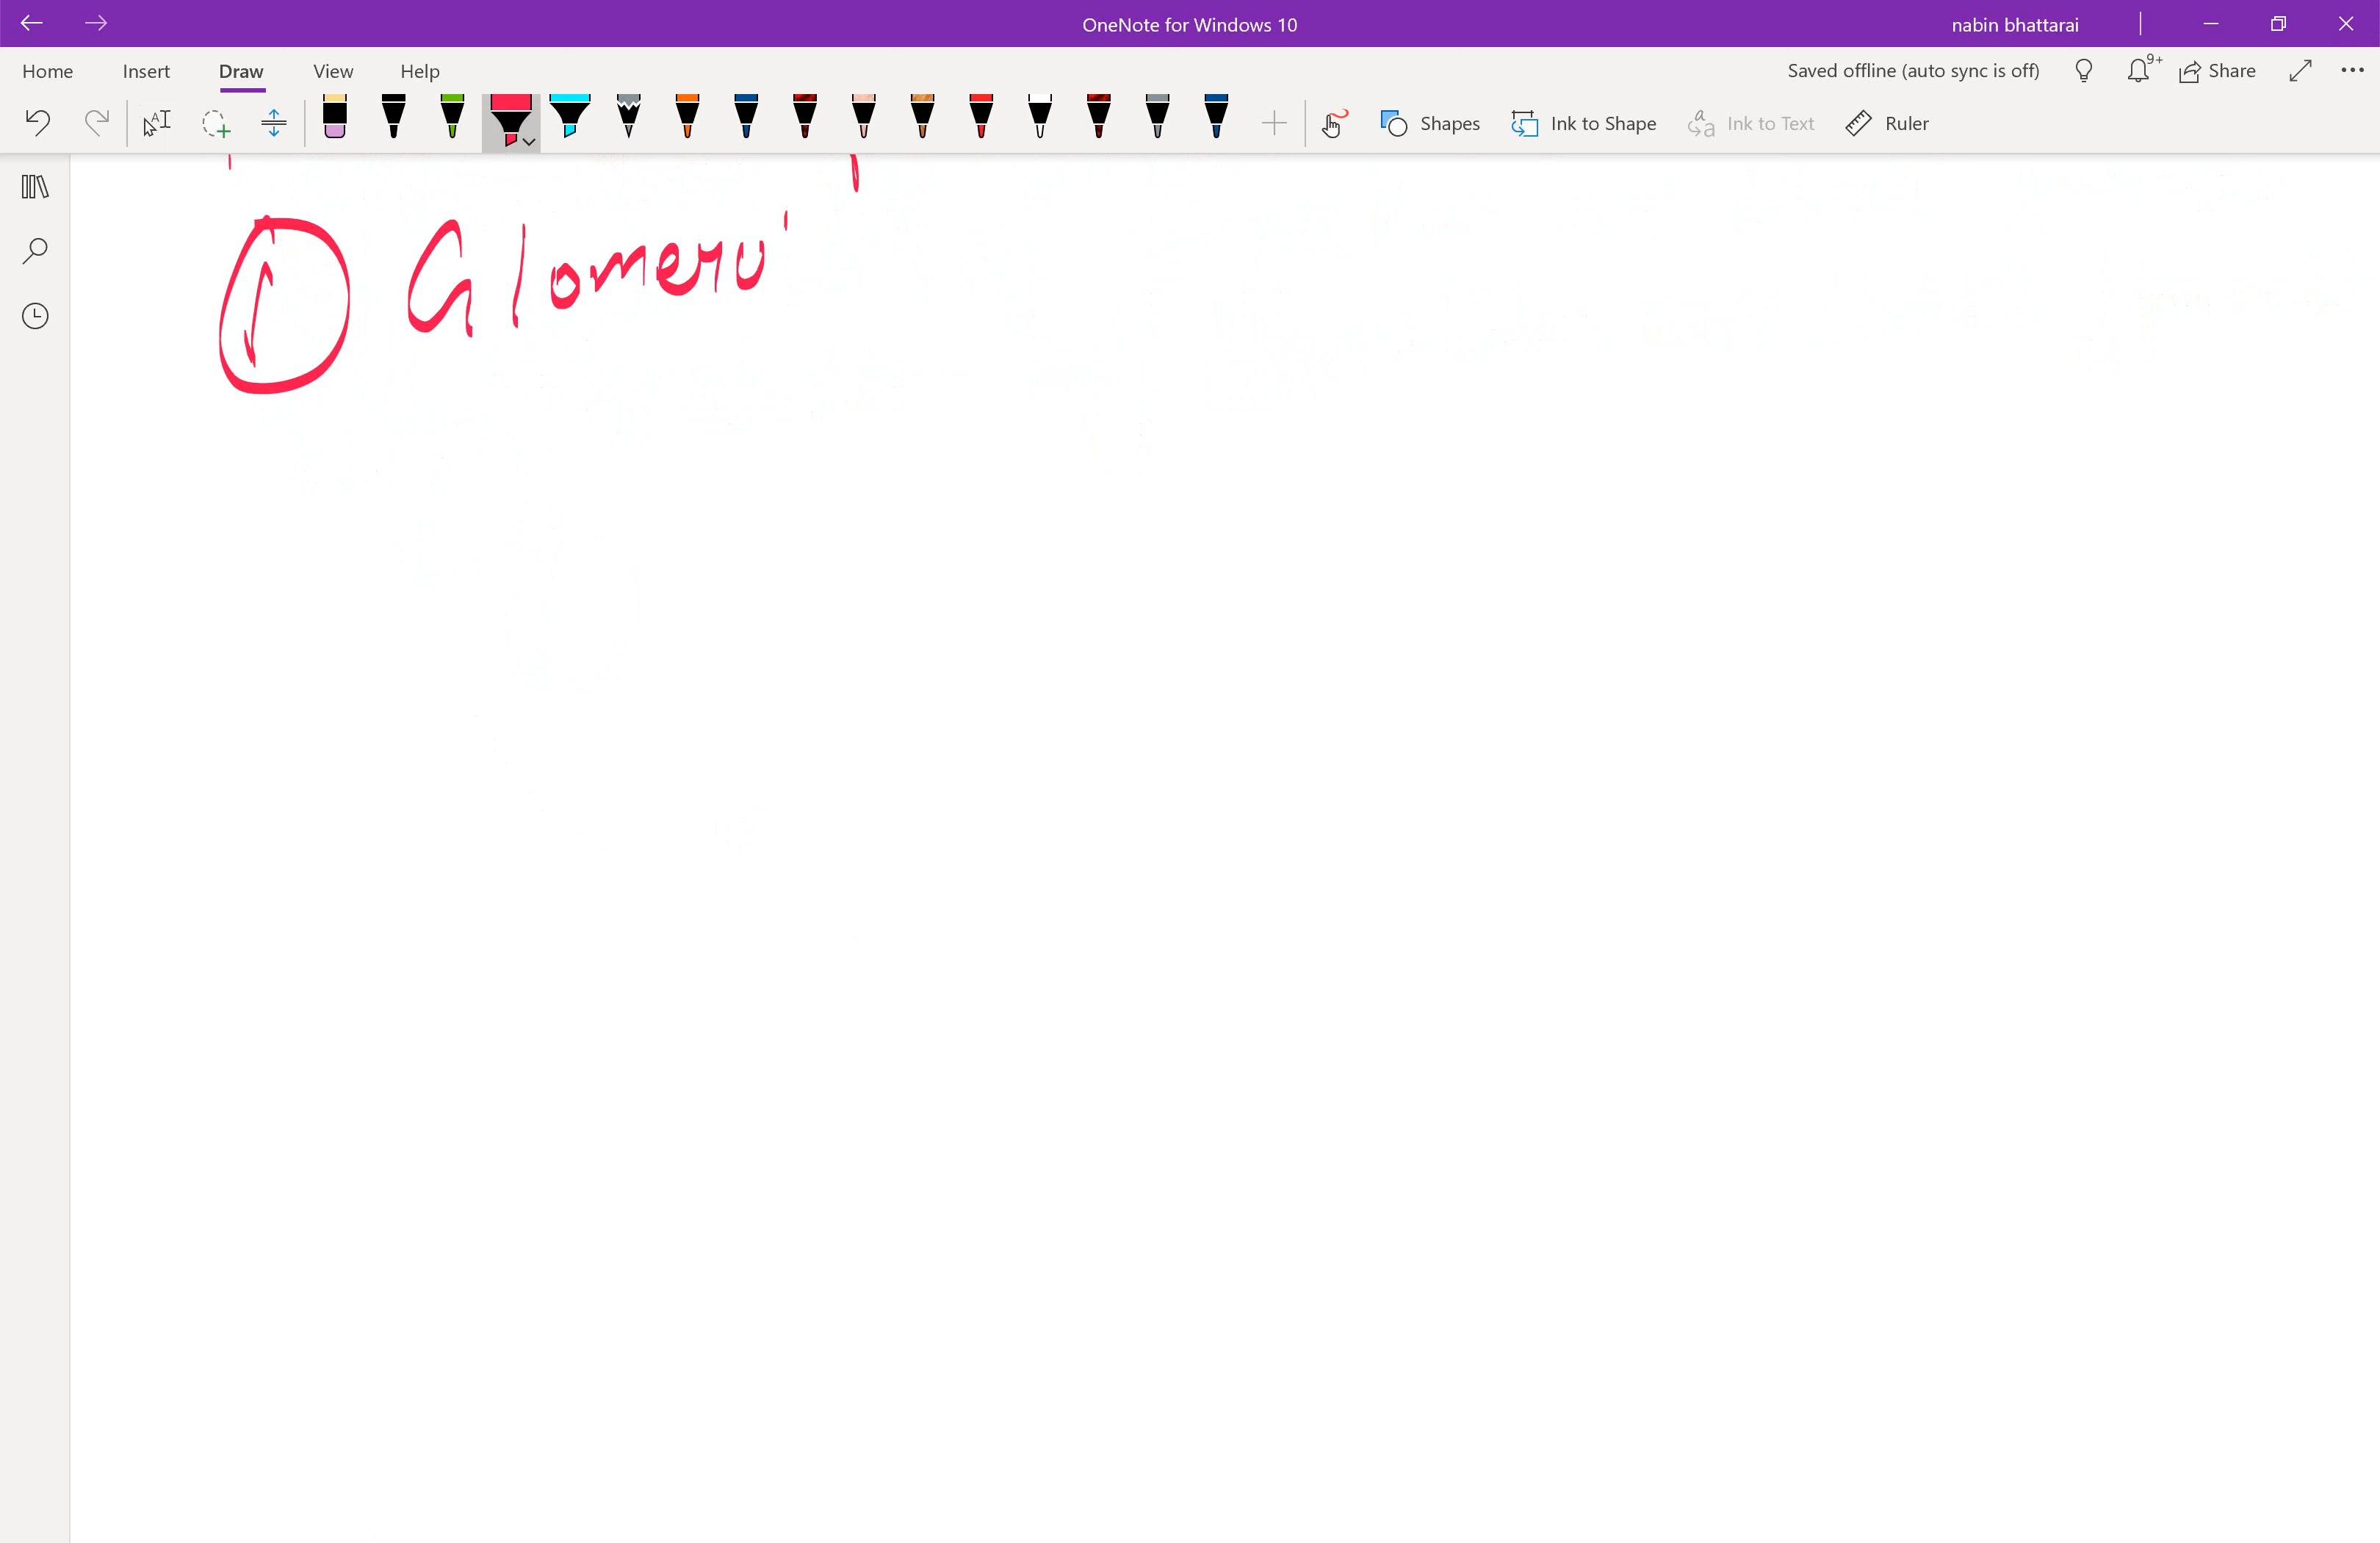 OneNote for Windows 10
nabin bhattarai
Home Insert Draw View Help
Saved offline (auto sync is off)
9+
Share
Shapes
Ink to Shape
Ink to Text
Ruler
① Glomeru